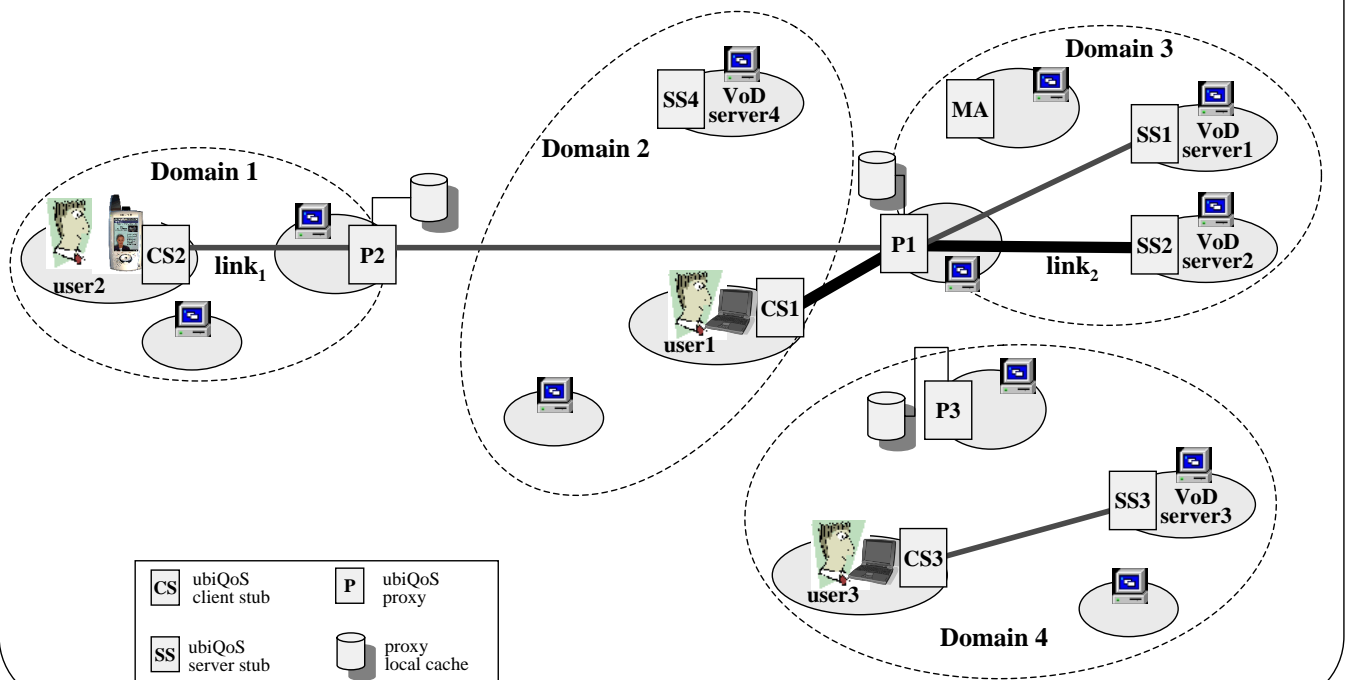 Domain 3
SS4
VoD
server4
MA
SS1
VoD
server1
Domain 2
Domain 1
CS2
link1
P2
P1
SS2
VoD
server2
link2
user2
CS1
user1
P3
SS3
VoD
server3
CS3
user3
Domain 4
CS
ubiQoS
client stub
P
ubiQoS
proxy
SS
ubiQoS
server stub
proxy
local cache